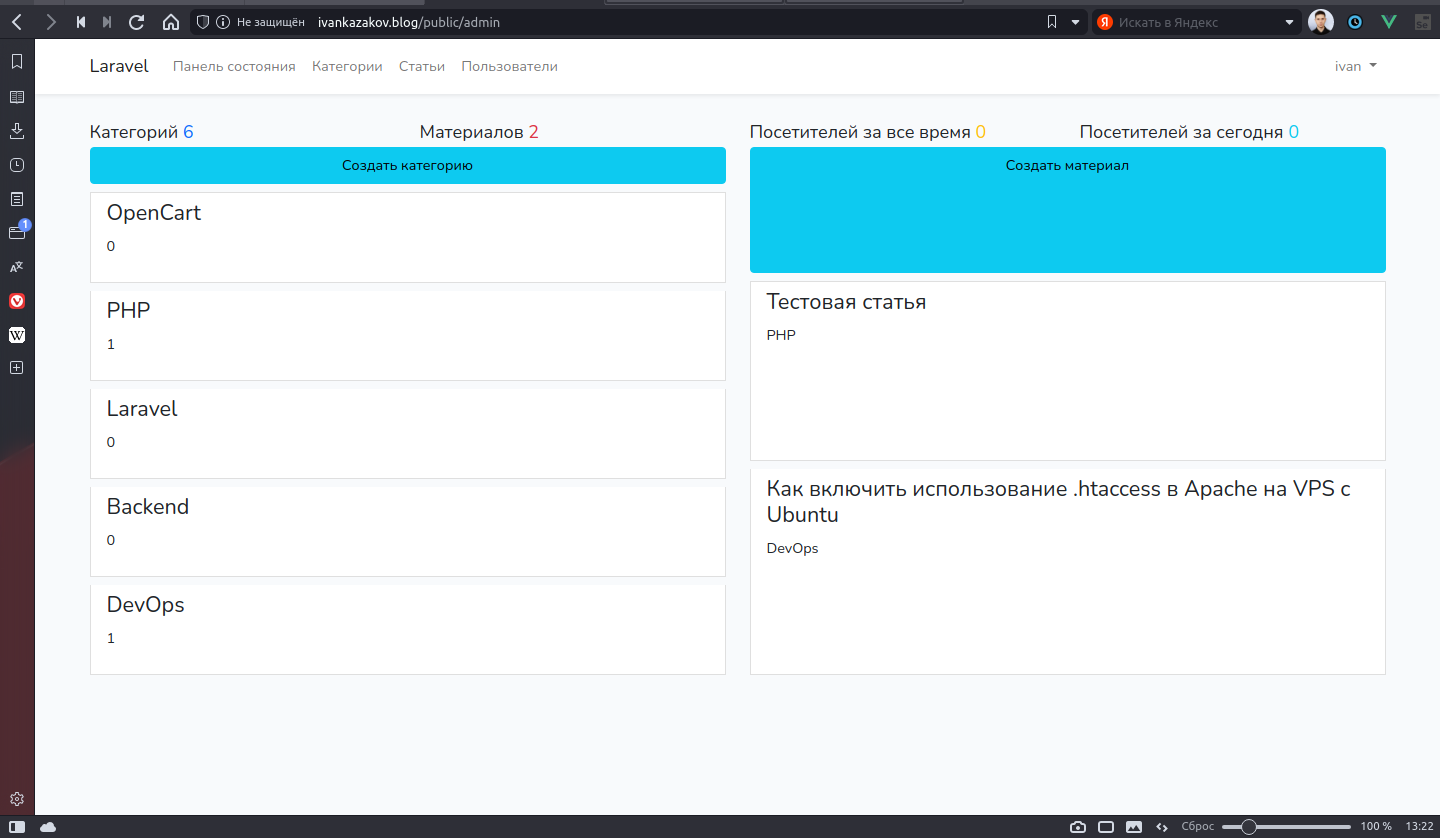 Не защищён ivankazakov.blog/public/admin Я Искать в Яндекс Se
Laravel Панель состояния Категории Статьи Пользователи ivan
Категорий 6 Материалов 2 Посетителей за все время 0 Посетителей за сегодня 0
Создать категорию
OpenCart
0
PHP
1
Laravel
0
Backend
0
DevOps
1
Создать материал
Тестовая статья
PHP
Как включить использование .htaccess в Apache на VPS с
Ubuntu
DevOps
1
W
Сброс 100 % 13:22